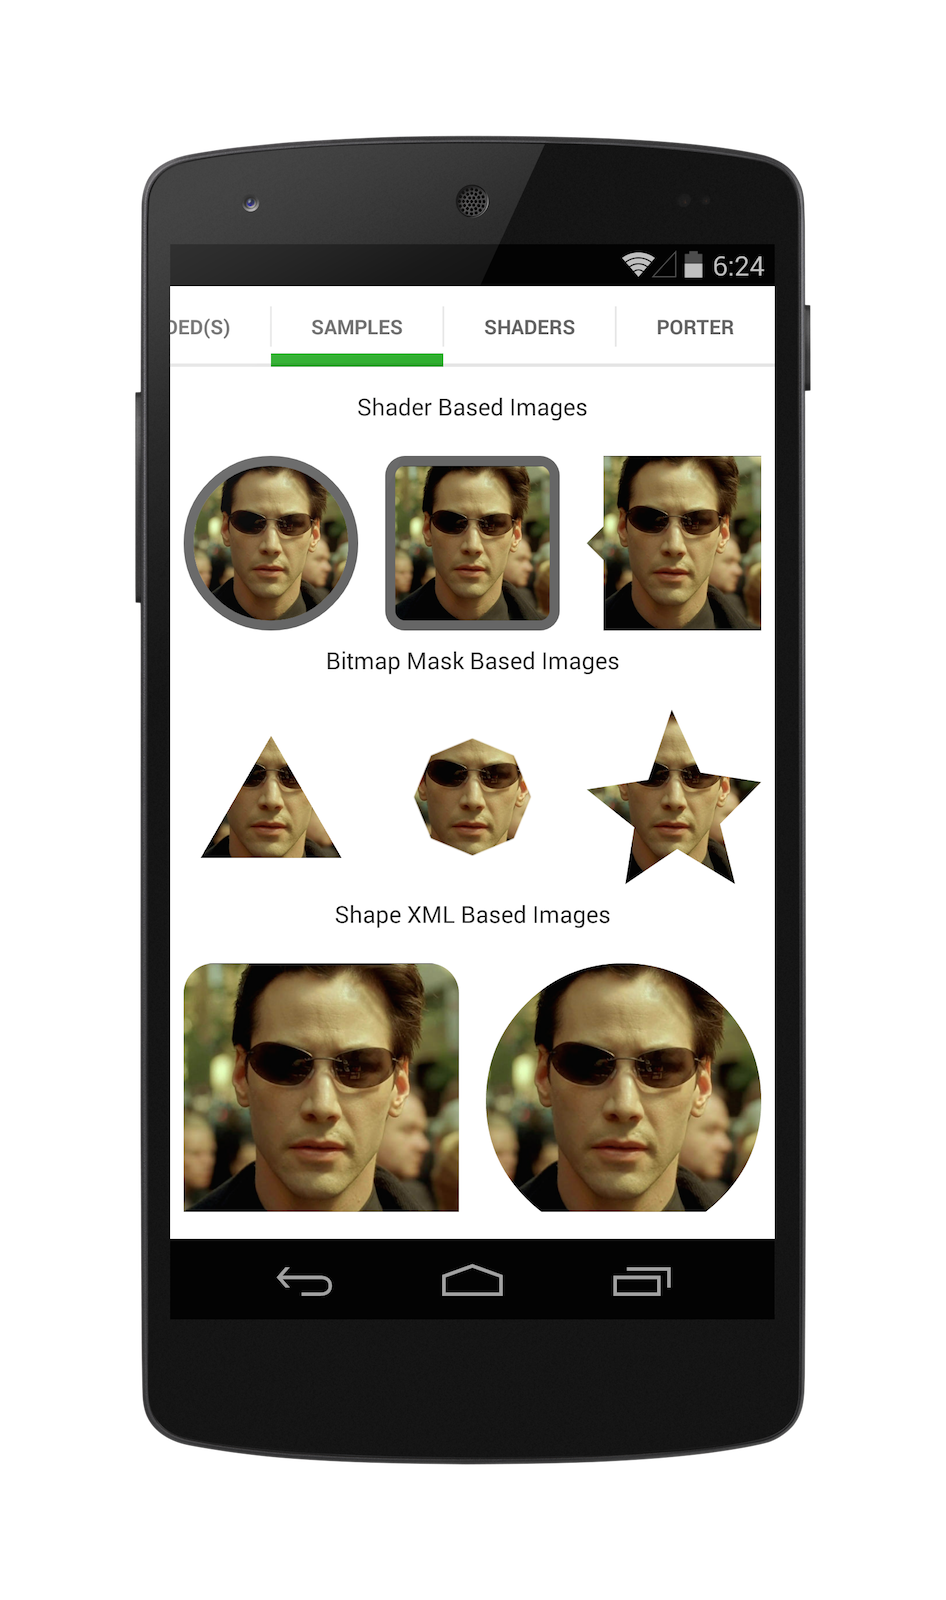 6:24
DED(S) SAMPLES SHADERS PORTER
Shader Based Images
Bitmap Mask Based Images
Shape XML Based Images